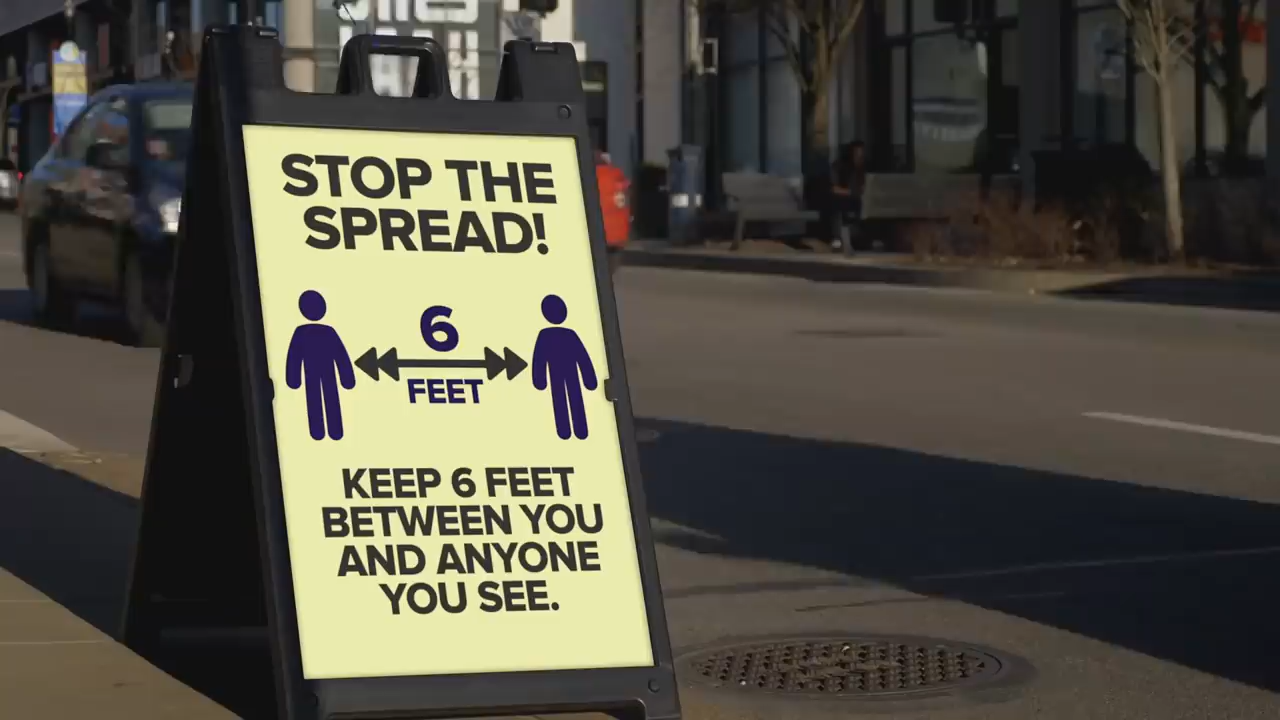 STOP THE
SPREAD!
6
FEET
KEEP 6 FEET
BETWEEN YOU
AND ANYONE
YOU SEE.